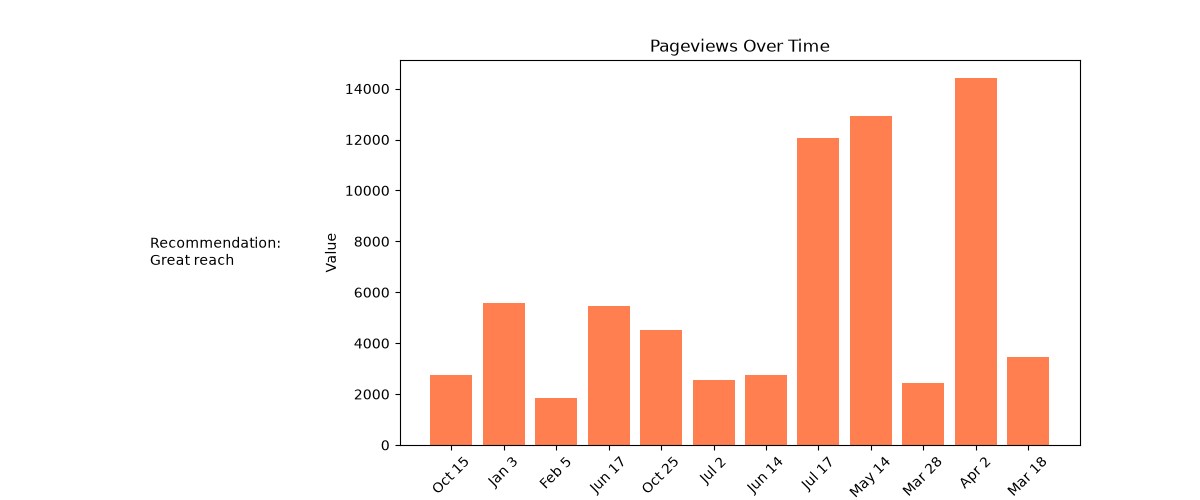 Pageviews Over Time
Recommendation:
Great reach
Value
14000
12000
10000
8000
6000
4000
2000
0
Oct 15
Jan 3
Feb 5
Jun 17
Oct 25
Jul 2
Jun 14
Jul 17
May 14
Mar 28
Apr 2
Mar 18